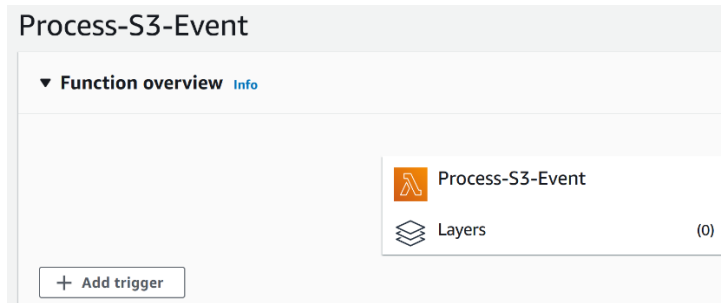 Process-S3-Event
▼ Function overview Info
Process-S3-Event
Layers (0)
+ Add trigger